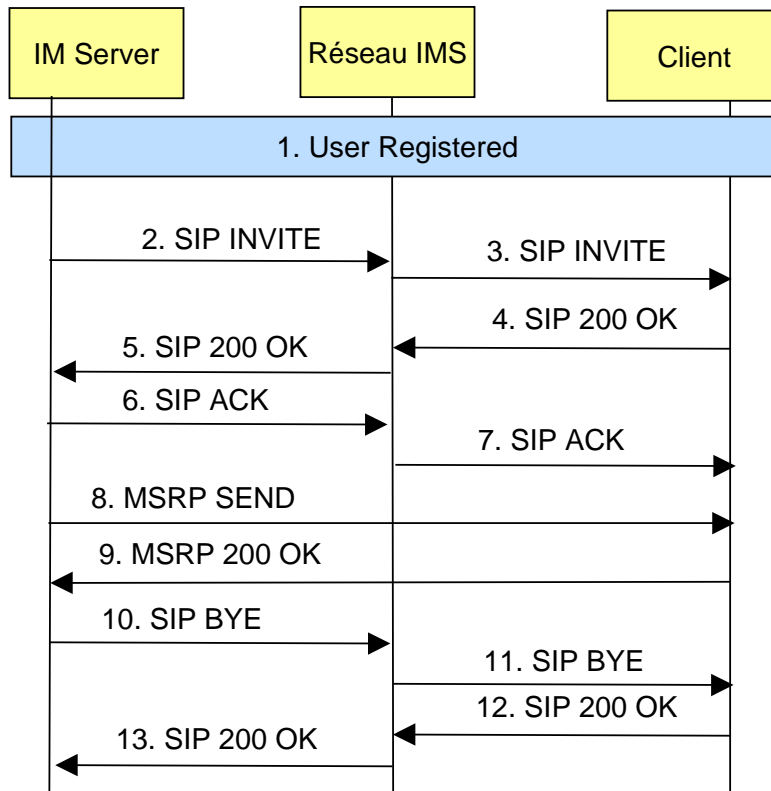 IM Server
Réseau IMS
Client
1. User Registered
2. SIP INVITE
3. SIP INVITE
4. SIP 200 OK
5. SIP 200 OK
6. SIP ACK
7. SIP ACK
8. MSRP SEND
9. MSRP 200 OK
10. SIP BYE
11. SIP BYE
12. SIP 200 OK
13. SIP 200 OK